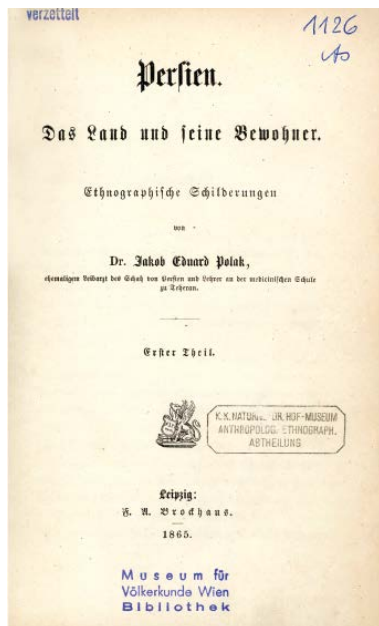 verzettelt
1126
Persien.
Das Land und seine Bewohner.
Ethnographische Schilderungen
von
Dr. Jakob Eduard Polak,
ehemaligem Leibarzt des Schah von Persien und Lehrer an der medicinischen Schule
zu Teheran.
Erster Theil.
K.K. NATURH. HOF-MUSEUM
ANTHROPOLOG. ETHNOGRAPH.
ABTHEILUNG
Leipzig:
F. A. Brockhaus.
1865.
Museum für
Völkerkunde Wien
Bibliothek